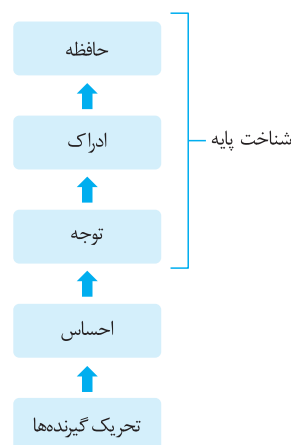 حافظه
ادراک
شناخت پایه
توجه
احساس
تحریک گیرنده‌ها